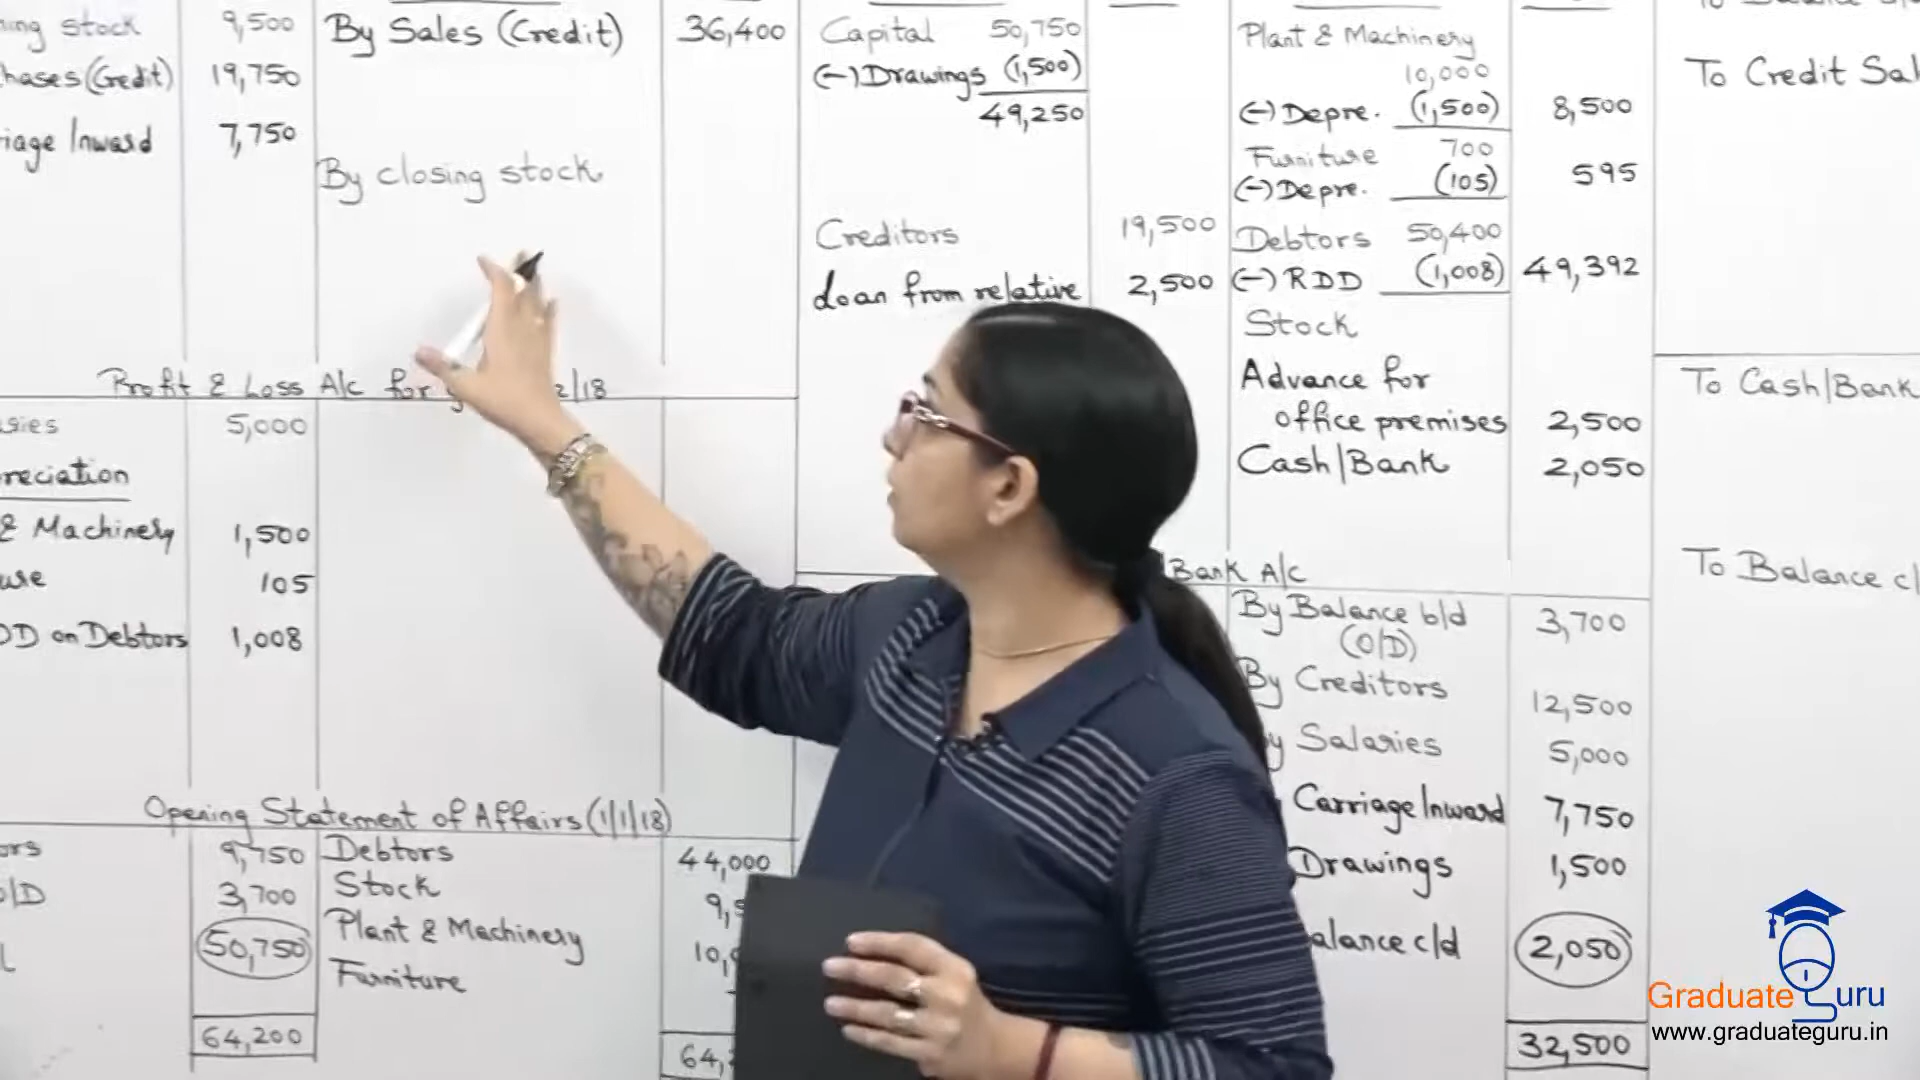 ning stock 9,500 By Sales (Credit) 36,400
hases (Credit) 19,750
riage Inward 7,750
By closing stock
Profit & Loss A/c for 2/18
5,000
reciation
& Machinery 1,500
105
DD on Debtors 1,008
Opening Statement of Affairs (1/1/18)
ors 9,750 Debtors 44,000
O/D 3,700 Stock
50,750 Plant & Machinery
Furniture
64,200
Capital 50,750
(-) Drawings (1,500)
49,250
Creditors 19,500
Loan from relative 2,500
Plant & Machinery
10,000
(-) Depre. (1,500) 8,500
Furniture 700
(-) Depre. (105) 595
Debtors 50,400
(-) RDD (1,008) 49,392
Stock
Advance for
office premises 2,500
Cash/Bank 2,050
Bank A/c
By Balance b/d 3,700
(O/D)
By Creditors 12,500
y Salaries 5,000
Carriage Inward 7,750
Drawings 1,500
alance c/d 2,050
32,500
To Credit Sal
To Cash/Bank
To Balance c/
Graduate Guru
www.graduateguru.in